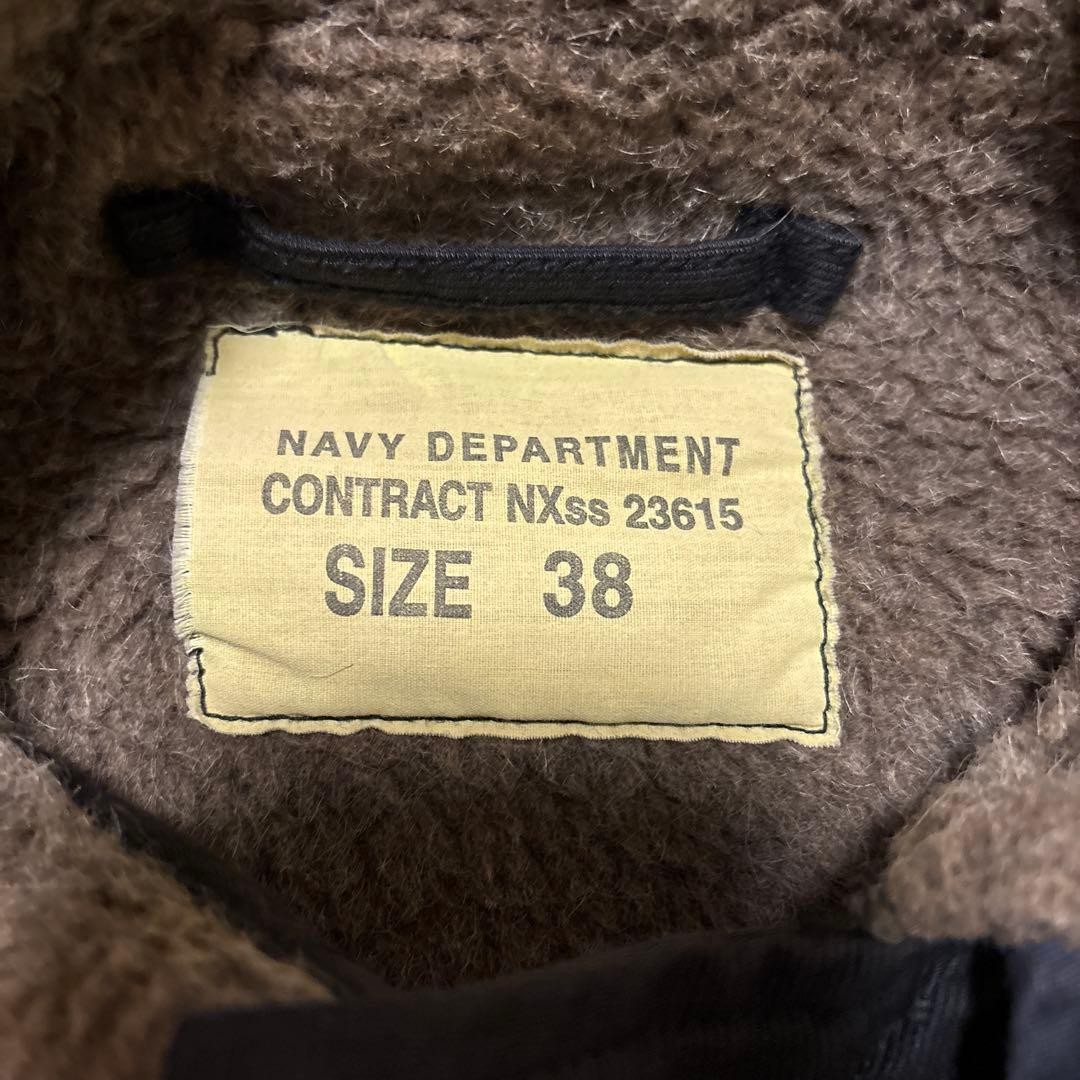 NAVY DEPARTMENT
CONTRACT NXss 23615
SIZE 38